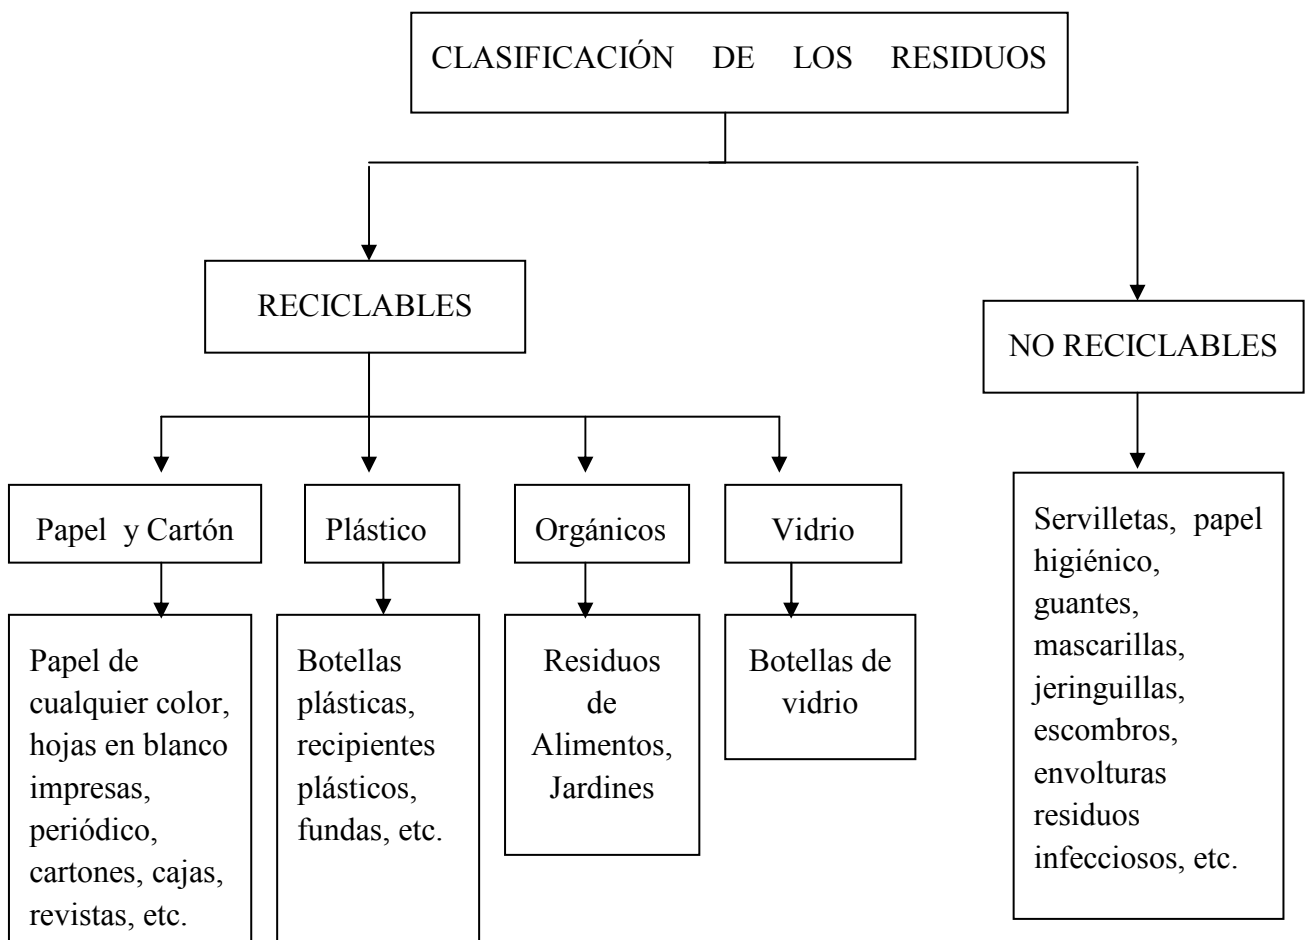 CLASIFICACIÓN DE LOS RESIDUOS
RECICLABLES
NO RECICLABLES
Papel y Cartón
Plástico
Orgánicos
Vidrio
Papel de
cualquier color,
hojas en blanco
impresas,
periódico,
cartones, cajas,
revistas, etc.
Botellas
plásticas,
recipientes
plásticos,
fundas, etc.
Residuos
de
Alimentos,
Jardines
Botellas de
vidrio
Servilletas, papel
higiénico,
guantes,
mascarillas,
jeringuillas,
escombros,
envolturas
residuos
infecciosos, etc.